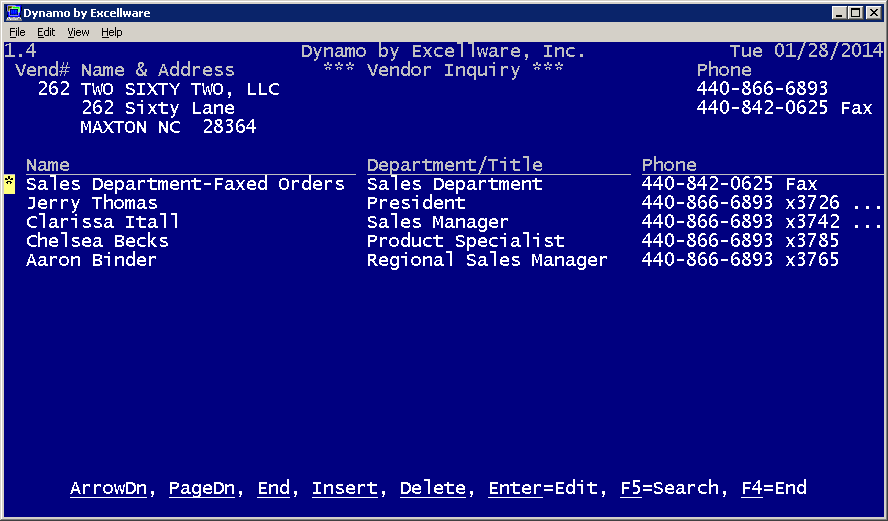 Dynamo by Excellware
File Edit View Help
1.4 Dynamo by Excellware, Inc. Tue 01/28/2014
Vend# Name & Address *** Vendor Inquiry *** Phone
262 TWO SIXTY TWO, LLC 440-866-6893
262 Sixty Lane 440-842-0625 Fax
MAXTON NC 28364
Name Department/Title Phone
* Sales Department-Faxed Orders Sales Department 440-842-0625 Fax
Jerry Thomas President 440-866-6893 x3726 ...
Clarissa Itall Sales Manager 440-866-6893 x3742 ...
Chelsea Becks Product Specialist 440-866-6893 x3785
Aaron Binder Regional Sales Manager 440-866-6893 x3765
ArrowDn, PageDn, End, Insert, Delete, Enter=Edit, F5=Search, F4=End